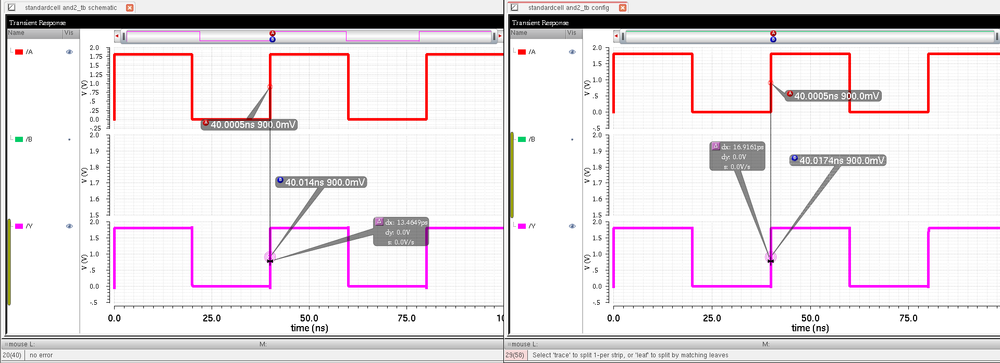 standardcell and2_tb schematic
Transient Response
Name Vis
A
B
/A
2.0
1.75
1.5
1.25
1.0
.75
.5
.25
0.0
-.25
V (V)
A 40.0005ns 900.0mV
/B
2.0
1.9
1.8
1.7
1.6
1.5
V (V)
B 40.014ns 900.0mV
/Y
2.0
1.5
1.0
.5
0.0
-.5
V (V)
Δ dx: 13.4649ps
dy: 0.0V
s: 0.0V/s
0.0 25.0 50.0 75.0 10
time (ns)
mouse L: M:
20(40) no error
standardcell and2_tb config
Transient Response
Name Vis
A
B
/A
2.0
1.5
1.0
.5
0.0
-.5
V (V)
A 40.0005ns 900.0mV
/B
2.0
1.9
1.8
1.7
1.6
1.5
V (V)
Δ dx: 16.9161ps
dy: 0.0V
s: 0.0V/s
B 40.0174ns 900.0mV
/Y
2.0
1.5
1.0
.5
0.0
-.5
V (V)
0.0 25.0 50.0 75.0
time (ns)
mouse L: M:
29(58) Select 'trace' to split 1-per strip, or 'leaf' to split by matching leaves